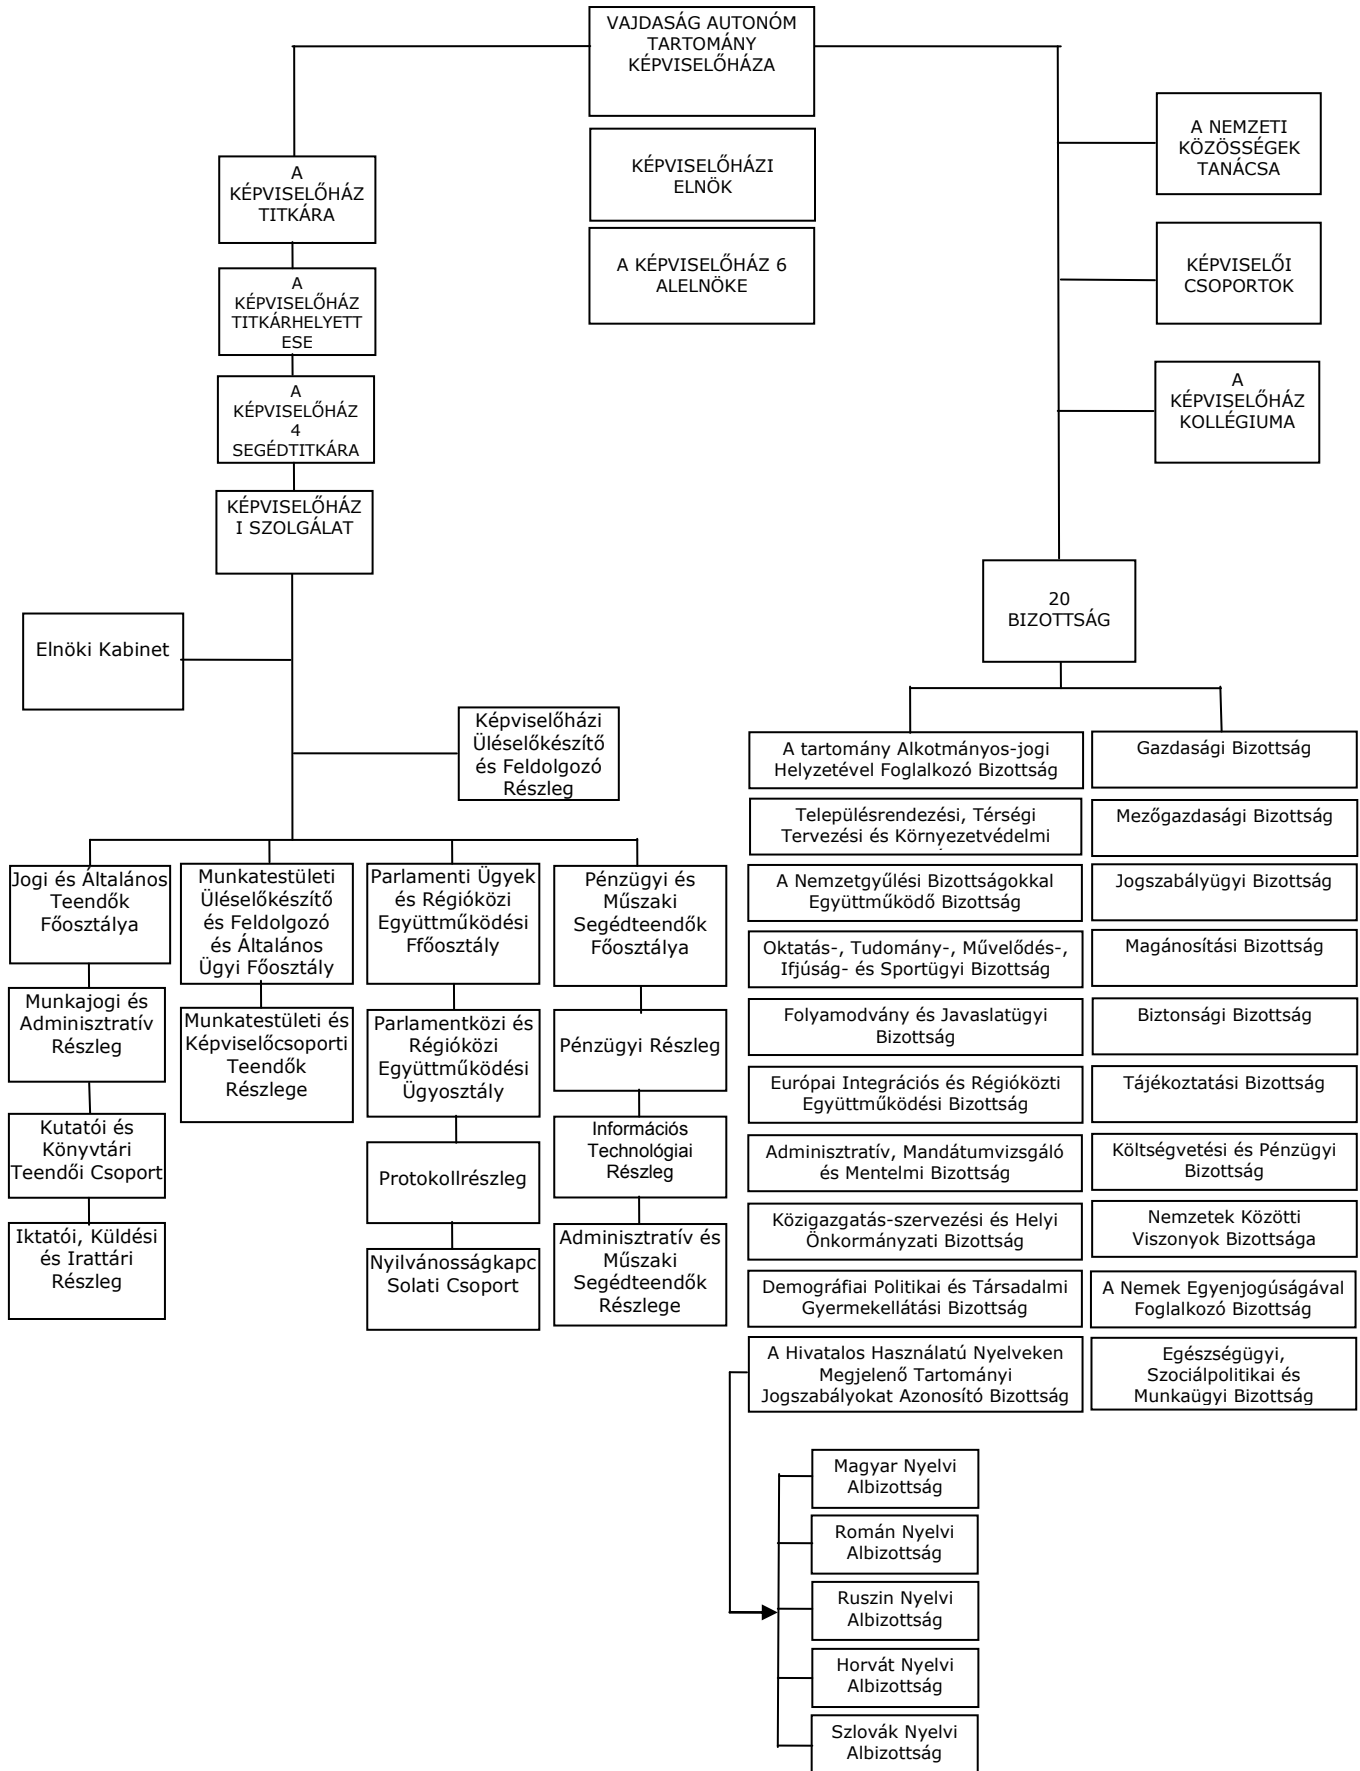 VAJDASÁG AUTONÓM
TARTOMÁNY
KÉPVISELŐHÁZA
KÉPVISELŐHÁZI
ELNÖK
A KÉPVISELŐHÁZ 6
ALELNÖKE
A
KÉPVISELŐHÁZ
TITKÁRA
A
KÉPVISELŐHÁZ
TITKÁRHELYETT
ESE
A
KÉPVISELŐHÁZ
4
SEGÉDTITKÁRA
KÉPVISELŐHÁZ
I SZOLGÁLAT
A NEMZETI
KÖZÖSSÉGEK
TANÁCSA
KÉPVISELŐI
CSOPORTOK
A
KÉPVISELŐHÁZ
KOLLÉGIUMA
20
BIZOTTSÁG
Elnöki Kabinet
Képviselőházi
Üléselőkészítő
és Feldolgozó
Részleg
Jogi és Általános
Teendők
Főosztálya
Munkajogi és
Adminisztratív
Részleg
Kutatói és
Könyvtári
Teendői Csoport
Iktatói, Küldési
és Irattári
Részleg
Munkatestületi
Üléselőkészítő
és Feldolgozó
és Általános
Ügyi Főosztály
Munkatestületi és
Képviselőcsoporti
Teendők
Részlege
Parlamenti Ügyek
és Régióközi
Együttműködési
Ffőosztály
Parlamentközi és
Régióközi
Együttműködési
Ügyosztály
Protokollrészleg
Nyilvánosságkapc
Solati Csoport
Pénzügyi és
Műszaki
Segédteendők
Főosztálya
Pénzügyi Részleg
Információs
Technológiai
Részleg
Adminisztratív és
Műszaki
Segédteendők
Részlege
A tartomány Alkotmányos-jogi
Helyzetével Foglalkozó Bizottság
Településrendezési, Térségi
Tervezési és Környezetvédelmi
A Nemzetgyűlési Bizottságokkal
Együttműködő Bizottság
Oktatás-, Tudomány-, Művelődés-,
Ifjúság- és Sportügyi Bizottság
Folyamodvány és Javaslatügyi
Bizottság
Európai Integrációs és Régióközti
Együttműködési Bizottság
Adminisztratív, Mandátumvizsgáló
és Mentelmi Bizottság
Közigazgatás-szervezési és Helyi
Önkormányzati Bizottság
Demográfiai Politikai és Társadalmi
Gyermekellátási Bizottság
A Hivatalos Használatú Nyelveken
Megjelenő Tartományi
Jogszabályokat Azonosító Bizottság
Gazdasági Bizottság
Mezőgazdasági Bizottság
Jogszabályügyi Bizottság
Magánosítási Bizottság
Biztonsági Bizottság
Tájékoztatási Bizottság
Költségvetési és Pénzügyi
Bizottság
Nemzetek Közötti
Viszonyok Bizottsága
A Nemek Egyenjogúságával
Foglalkozó Bizottság
Egészségügyi,
Szociálpolitikai és
Munkaügyi Bizottság
Magyar Nyelvi
Albizottság
Román Nyelvi
Albizottság
Ruszin Nyelvi
Albizottság
Horvát Nyelvi
Albizottság
Szlovák Nyelvi
Albizottság